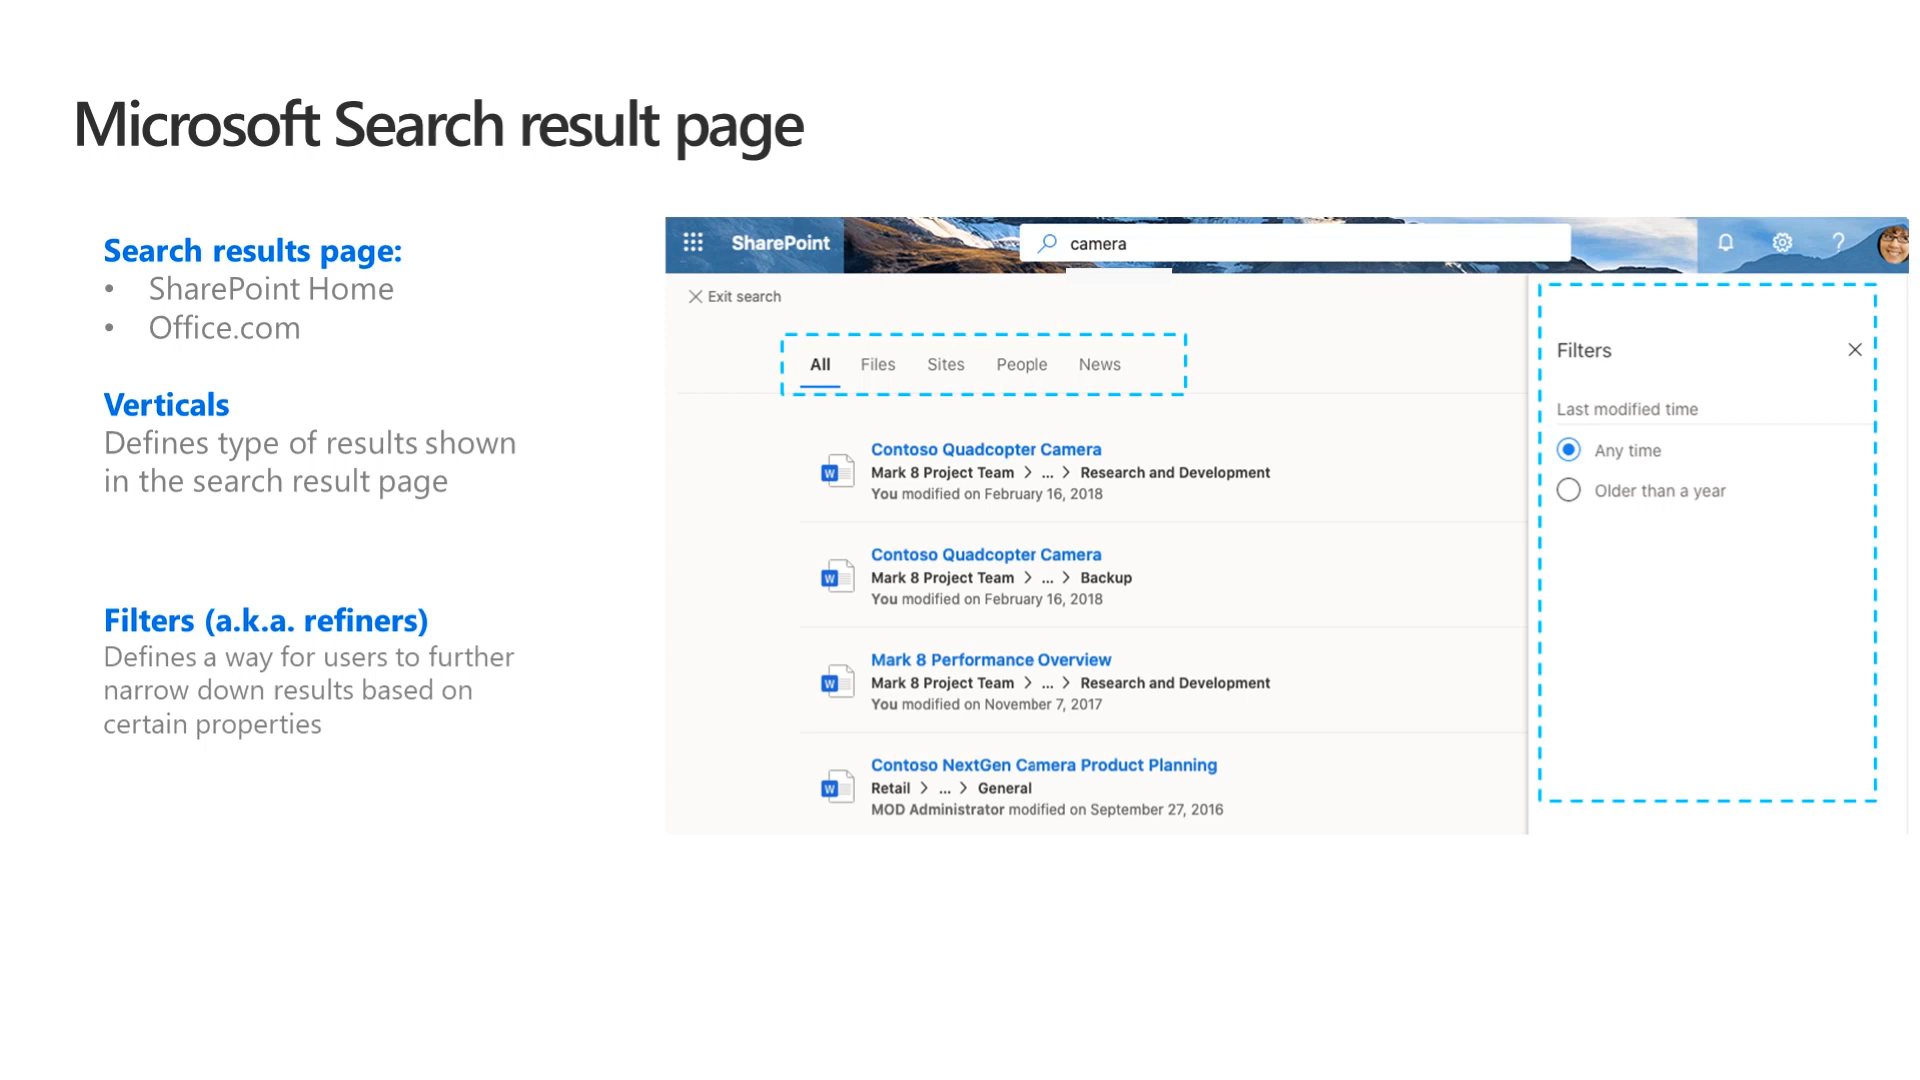 Microsoft Search result page
Search results page:
• SharePoint Home
• Office.com
Verticals
Defines type of results shown
in the search result page
Filters (a.k.a. refiners)
Defines a way for users to further
narrow down results based on
certain properties
SharePoint
camera
?
Exit search
All Files Sites People News
Contoso Quadcopter Camera
W
Mark 8 Project Team > ... > Research and Development
You modified on February 16, 2018
Contoso Quadcopter Camera
W
Mark 8 Project Team > ... > Backup
You modified on February 16, 2018
Mark 8 Performance Overview
W
Mark 8 Project Team > ... > Research and Development
You modified on November 7, 2017
Contoso NextGen Camera Product Planning
W
Retail > ... > General
MOD Administrator modified on September 27, 2016
Filters
Last modified time
Any time
Older than a year